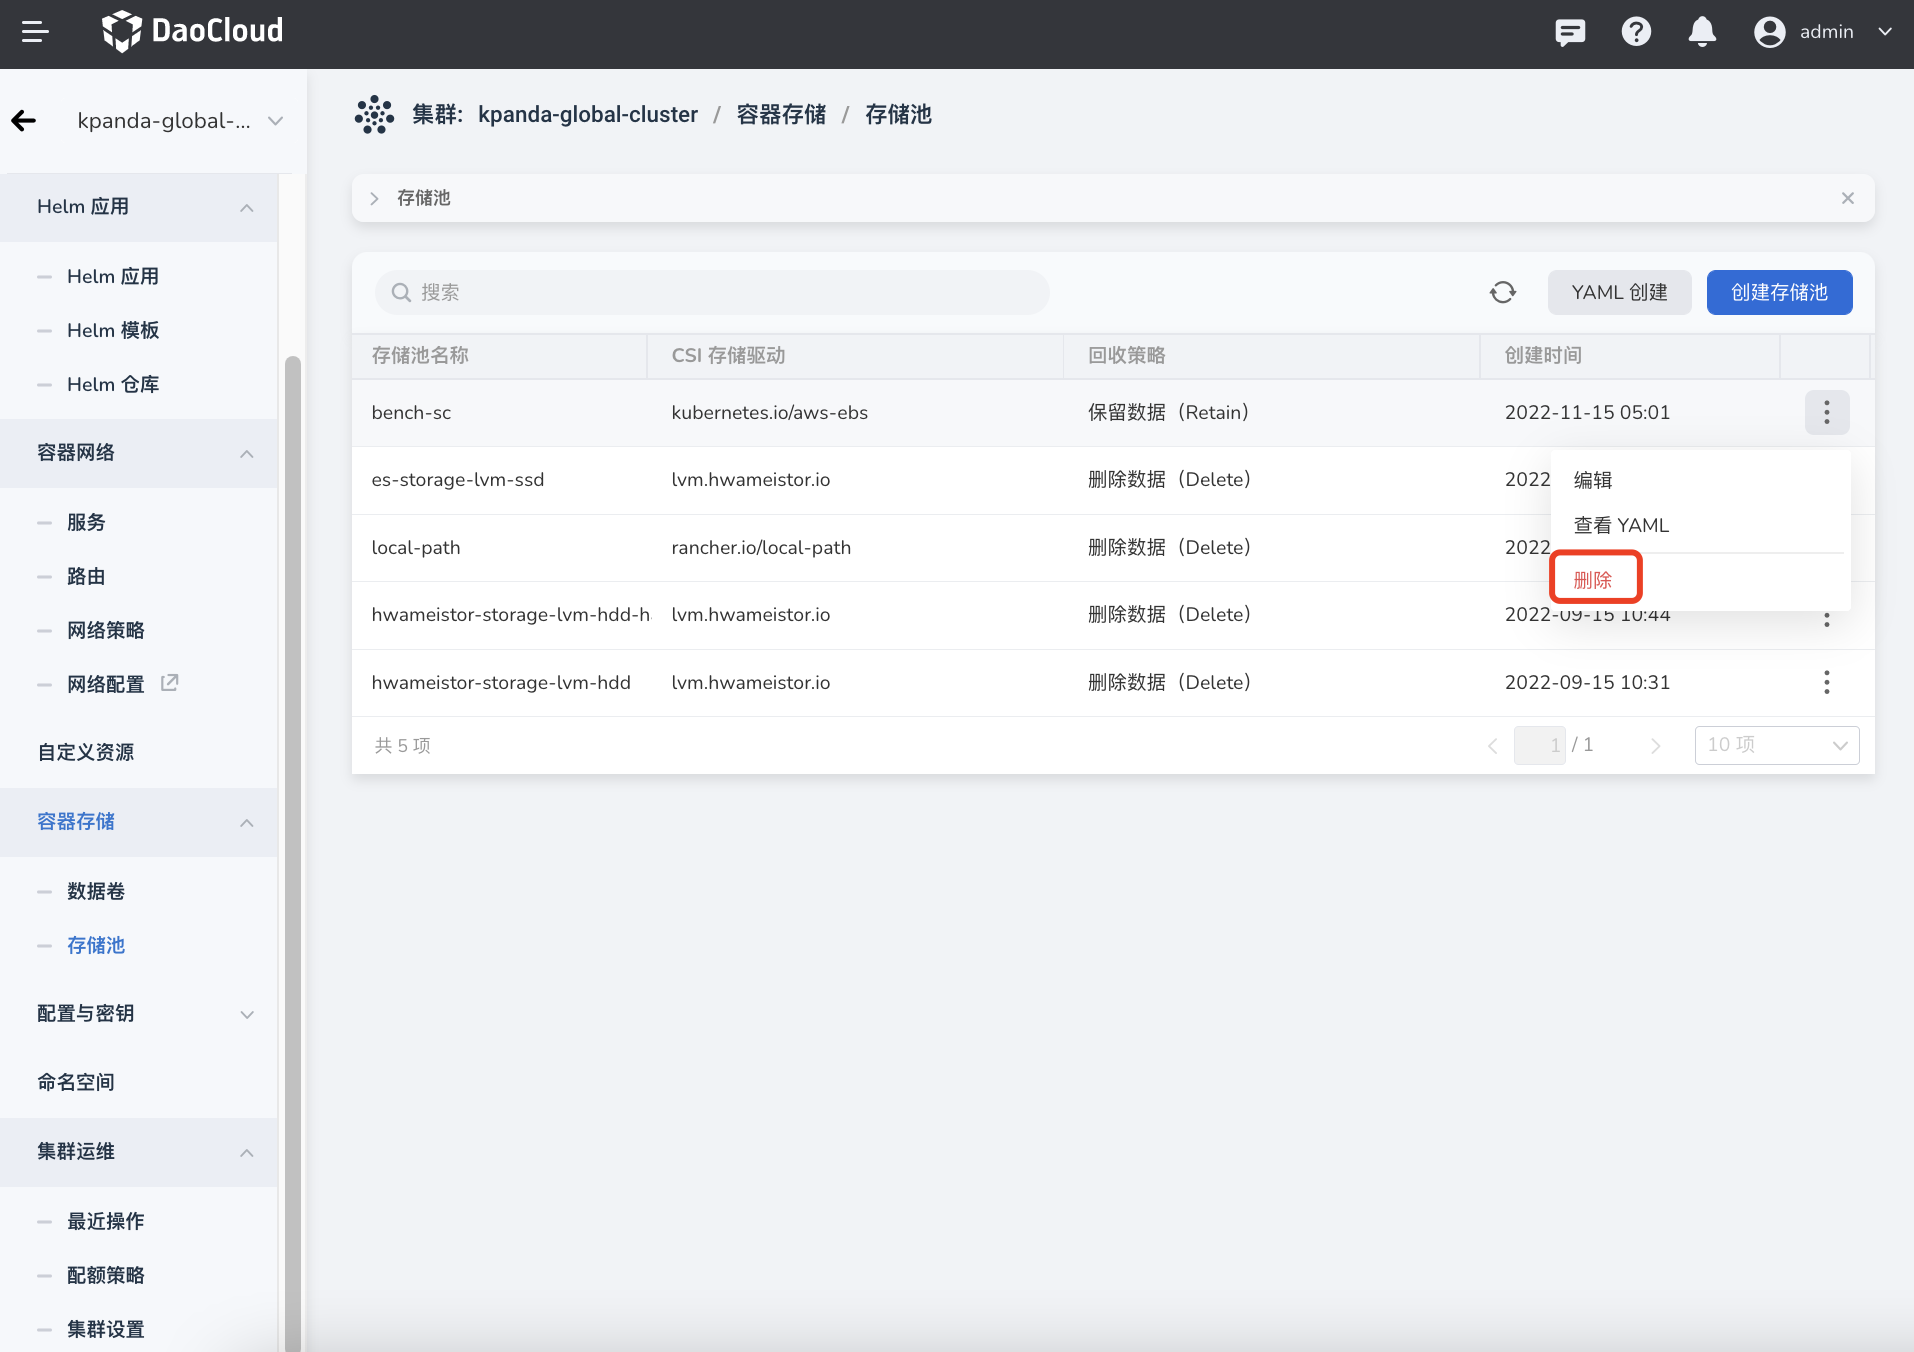 DaoCloud
admin
kpanda-global-...
集群: kpanda-global-cluster / 容器存储 / 存储池
Helm 应用
Helm 应用
Helm 模板
Helm 仓库
容器网络
服务
路由
网络策略
网络配置
自定义资源
容器存储
数据卷
存储池
配置与密钥
命名空间
集群运维
最近操作
配额策略
集群设置
存储池
搜索
YAML 创建
创建存储池
存储池名称 CSI 存储驱动 回收策略 创建时间
bench-sc kubernetes.io/aws-ebs 保留数据（Retain） 2022-11-15 05:01
es-storage-lvm-ssd lvm.hwameistor.io 删除数据（Delete） 2022
local-path rancher.io/local-path 删除数据（Delete） 2022
hwameistor-storage-lvm-hdd-h lvm.hwameistor.io 删除数据（Delete） 2022-09-15 10:44
hwameistor-storage-lvm-hdd lvm.hwameistor.io 删除数据（Delete） 2022-09-15 10:31
编辑
查看 YAML
删除
共 5 项
1 / 1
10 项